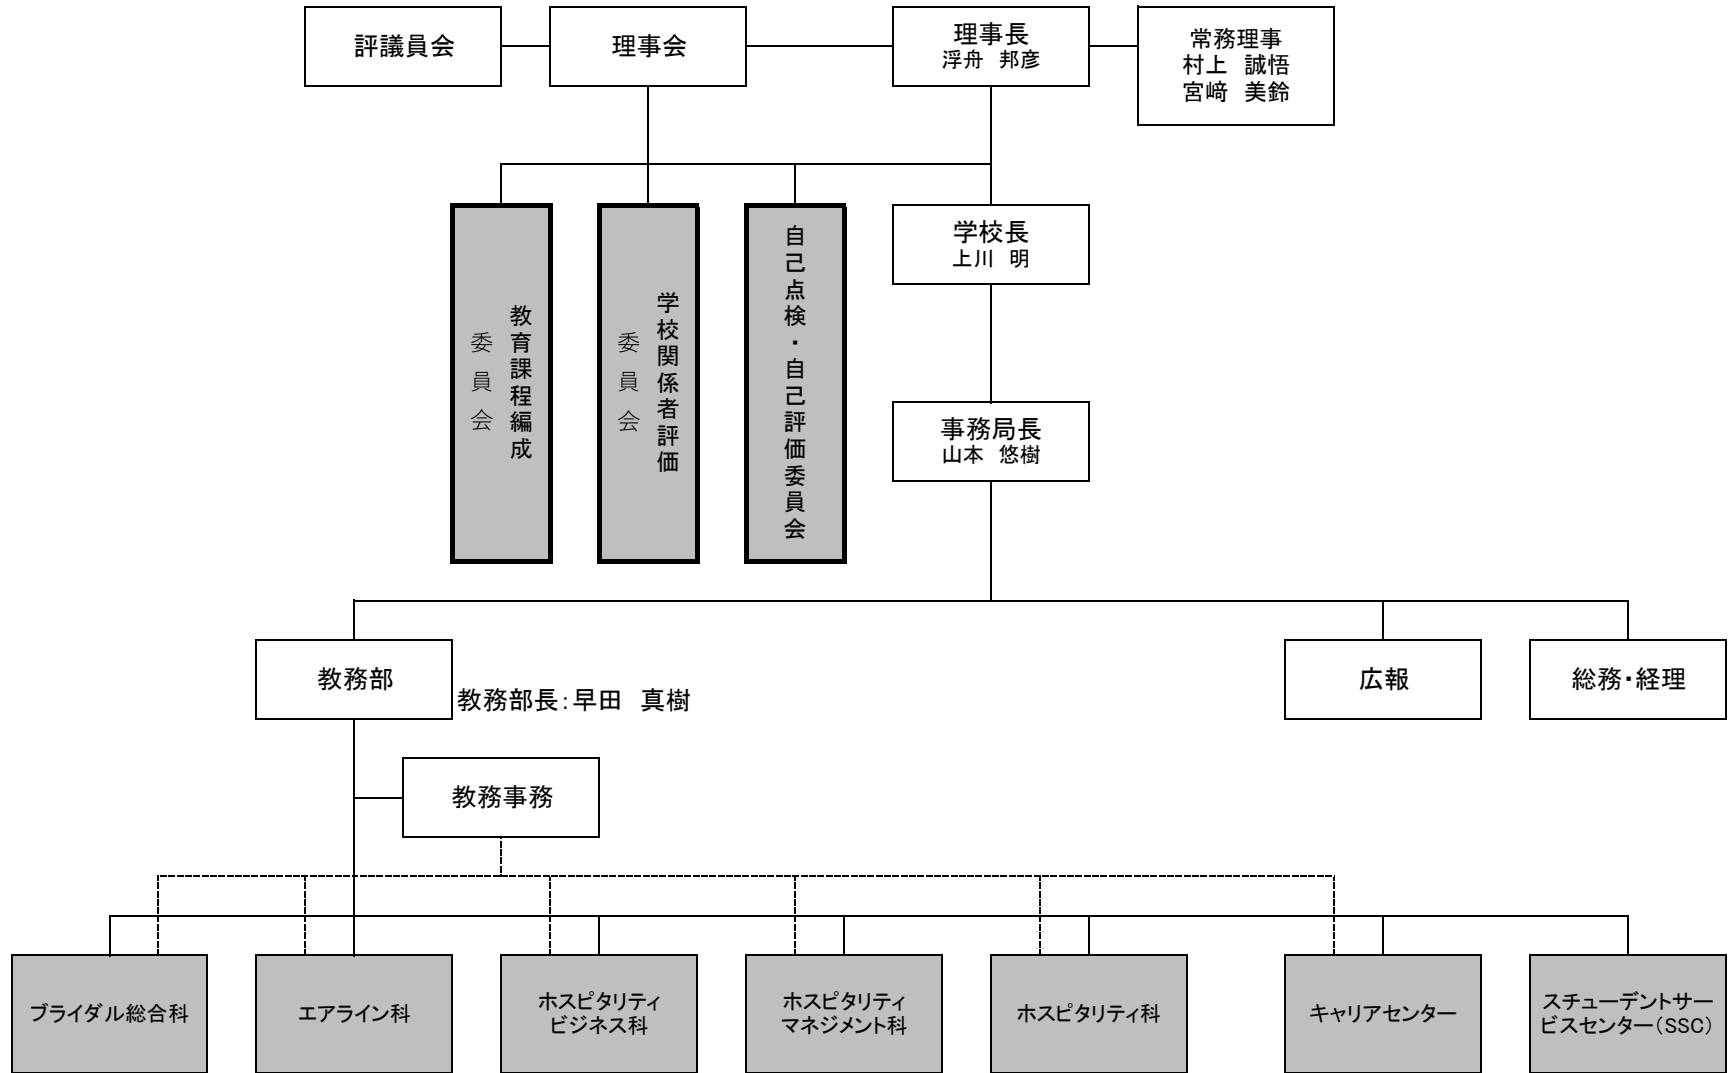 評議員会
理事会
理事長
浮舟　邦彦
常務理事
村上　誠悟
宮﨑　美鈴
教育課程編成
委員会
学校関係者評価
委員会
自己点検・自己評価委員会
学校長
上川　明
事務局長
山本　悠樹
教務部
教務部長：早田　真樹
広報
総務・経理
教務事務
ブライダル総合科
エアライン科
ホスピタリティ
ビジネス科
ホスピタリティ
マネジメント科
ホスピタリティ科
キャリアセンター
スチューデントサー
ビスセンター（SSC）